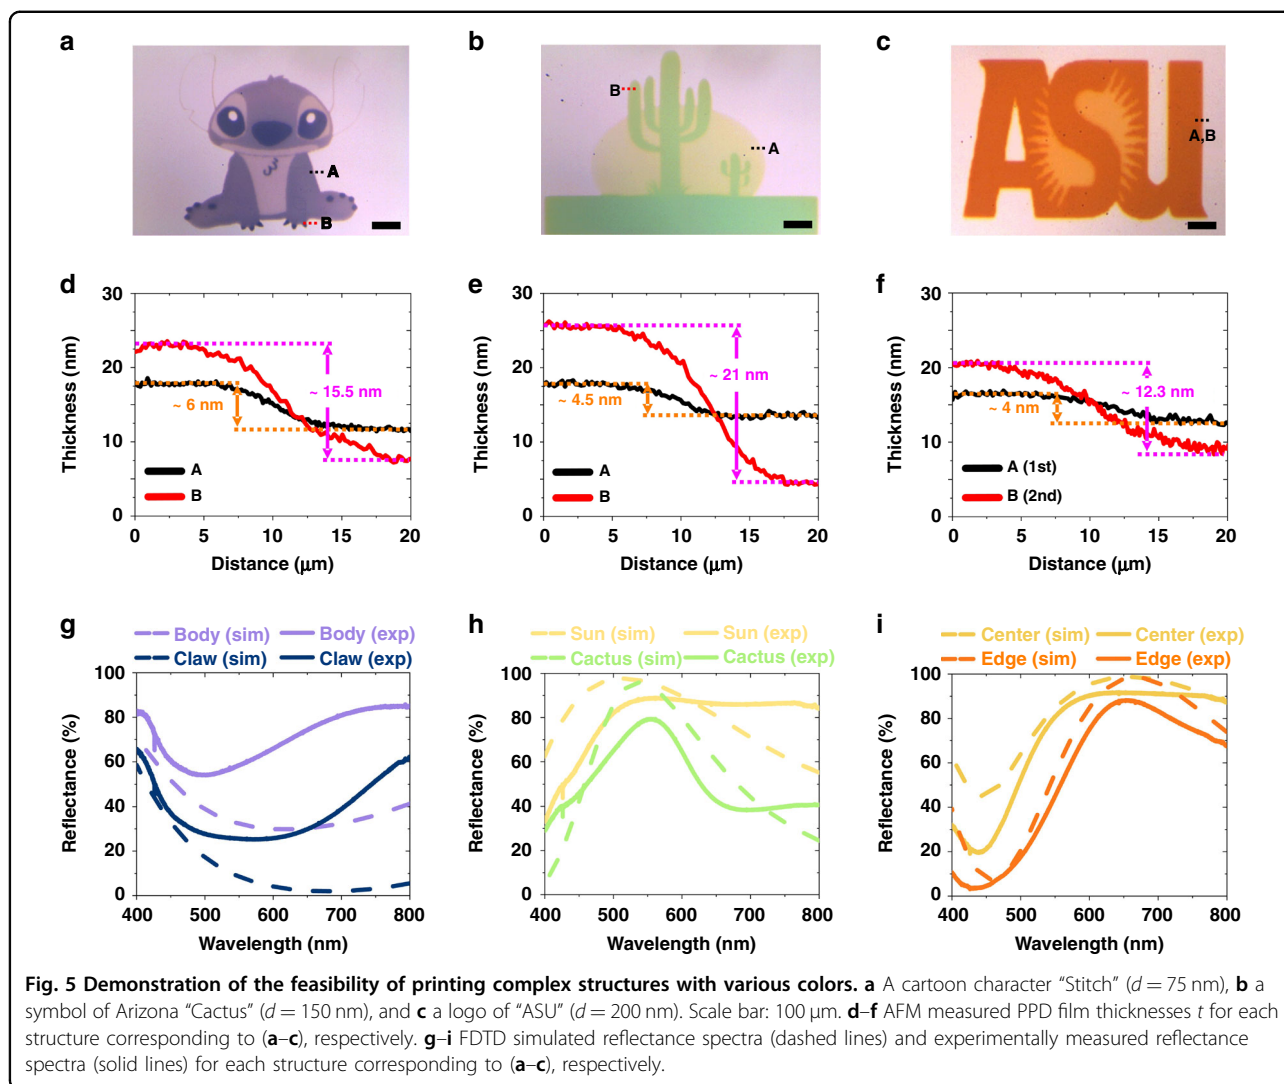 a
b
c
A
B
B
A
A,B
ASU
d
e
f
30
20
10
0
Thickness (nm)
~ 15.5 nm
~ 6 nm
A
B
0 5 10 15 20
Distance (μm)
30
20
10
0
Thickness (nm)
~ 21 nm
~ 4.5 nm
A
B
0 5 10 15 20
Distance (μm)
30
20
10
0
Thickness (nm)
~ 12.3 nm
~ 4 nm
A (1st)
B (2nd)
0 5 10 15 20
Distance (μm)
g
Body (sim) Body (exp)
Claw (sim) Claw (exp)
100
80
60
40
20
0
Reflectance (%)
400 500 600 700 800
Wavelength (nm)
h
Sun (sim) Sun (exp)
Cactus (sim) Cactus (exp)
100
80
60
40
20
0
Reflectance (%)
400 500 600 700 800
Wavelength (nm)
i
Center (sim) Center (exp)
Edge (sim) Edge (exp)
100
80
60
40
20
0
Reflectance (%)
400 500 600 700 800
Wavelength (nm)
Fig. 5 Demonstration of the feasibility of printing complex structures with various colors. a A cartoon character “Stitch” (d = 75 nm), b a
symbol of Arizona “Cactus” (d = 150 nm), and c a logo of “ASU” (d = 200 nm). Scale bar: 100 μm. d–f AFM measured PPD film thicknesses t for each
structure corresponding to (a–c), respectively. g–i FDTD simulated reflectance spectra (dashed lines) and experimentally measured reflectance
spectra (solid lines) for each structure corresponding to (a–c), respectively.